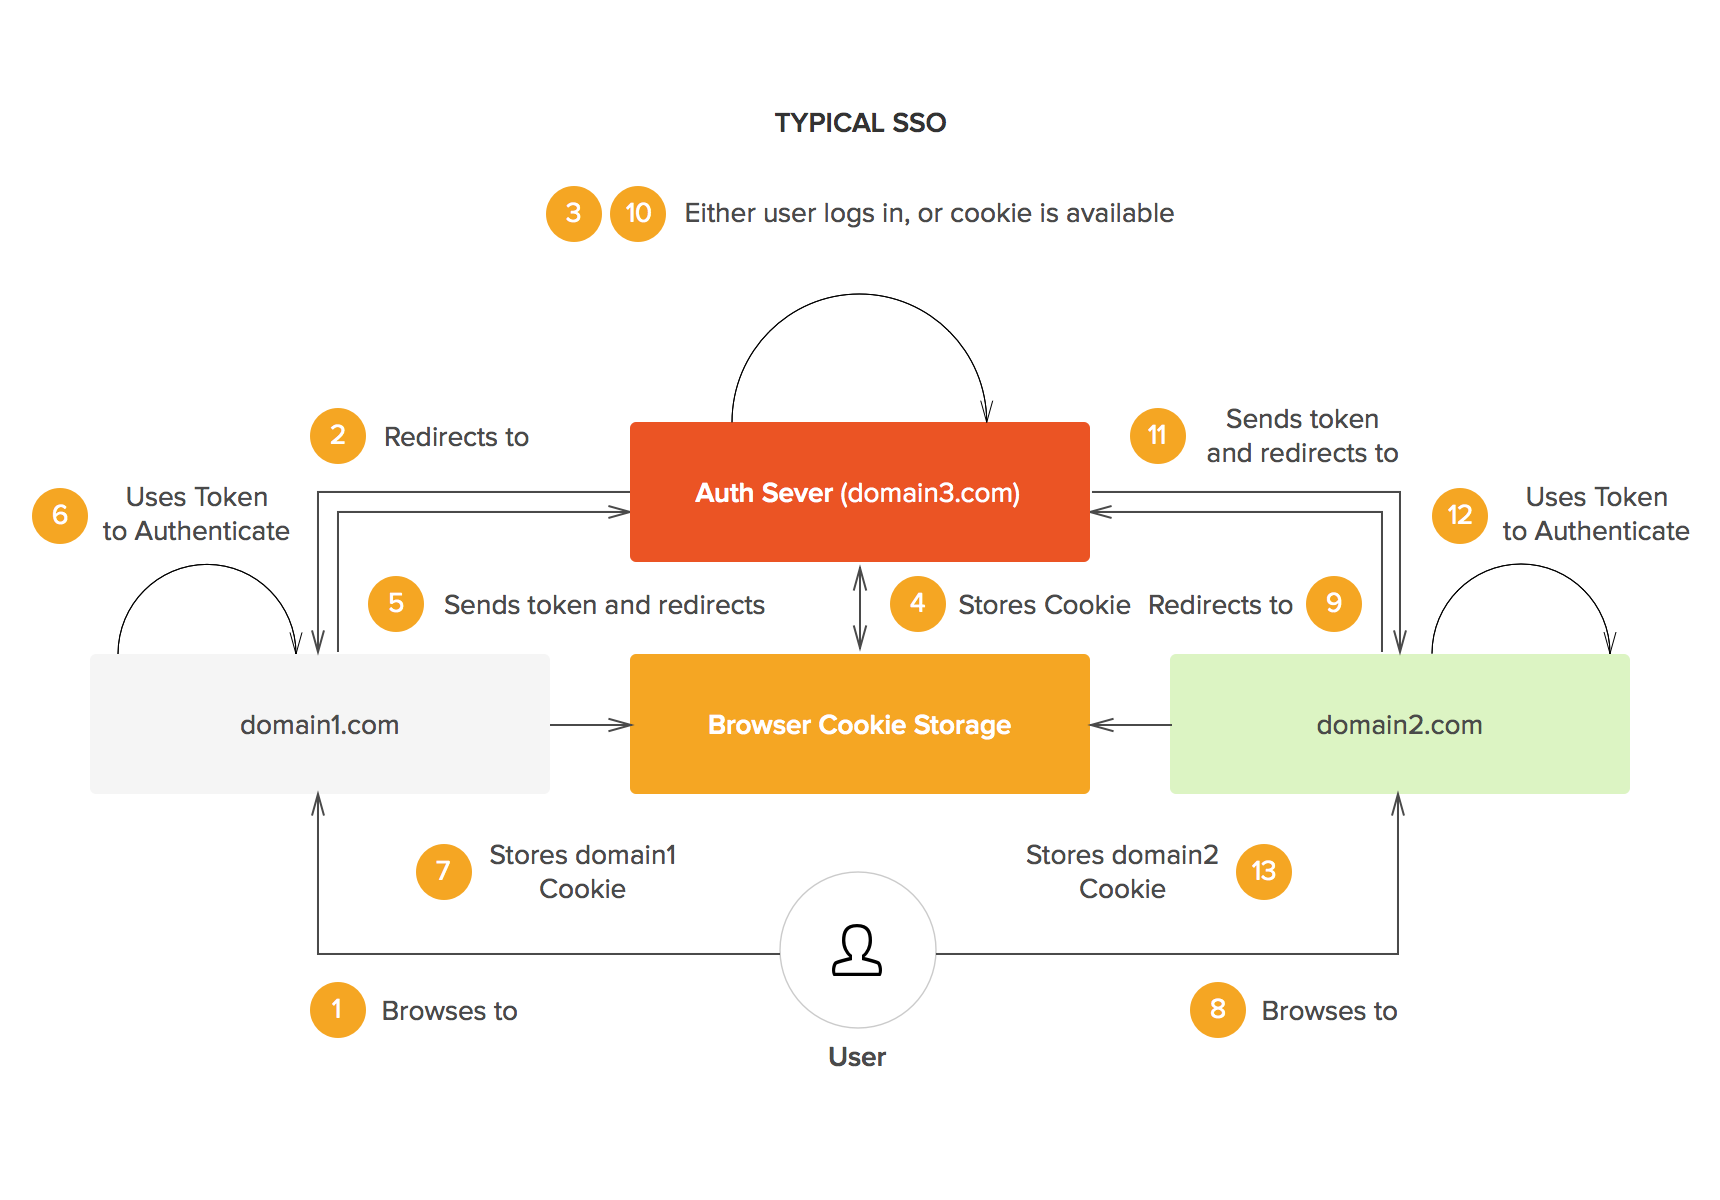 TYPICAL SSO
3 10 Either user logs in, or cookie is available
2 Redirects to
11 Sends token
and redirects to
6 Uses Token
to Authenticate
Auth Sever (domain3.com)
12 Uses Token
to Authenticate
5 Sends token and redirects
4 Stores Cookie
Redirects to 9
domain1.com
Browser Cookie Storage
domain2.com
7 Stores domain1
Cookie
Stores domain2 13
Cookie
1 Browses to
8 Browses to
User